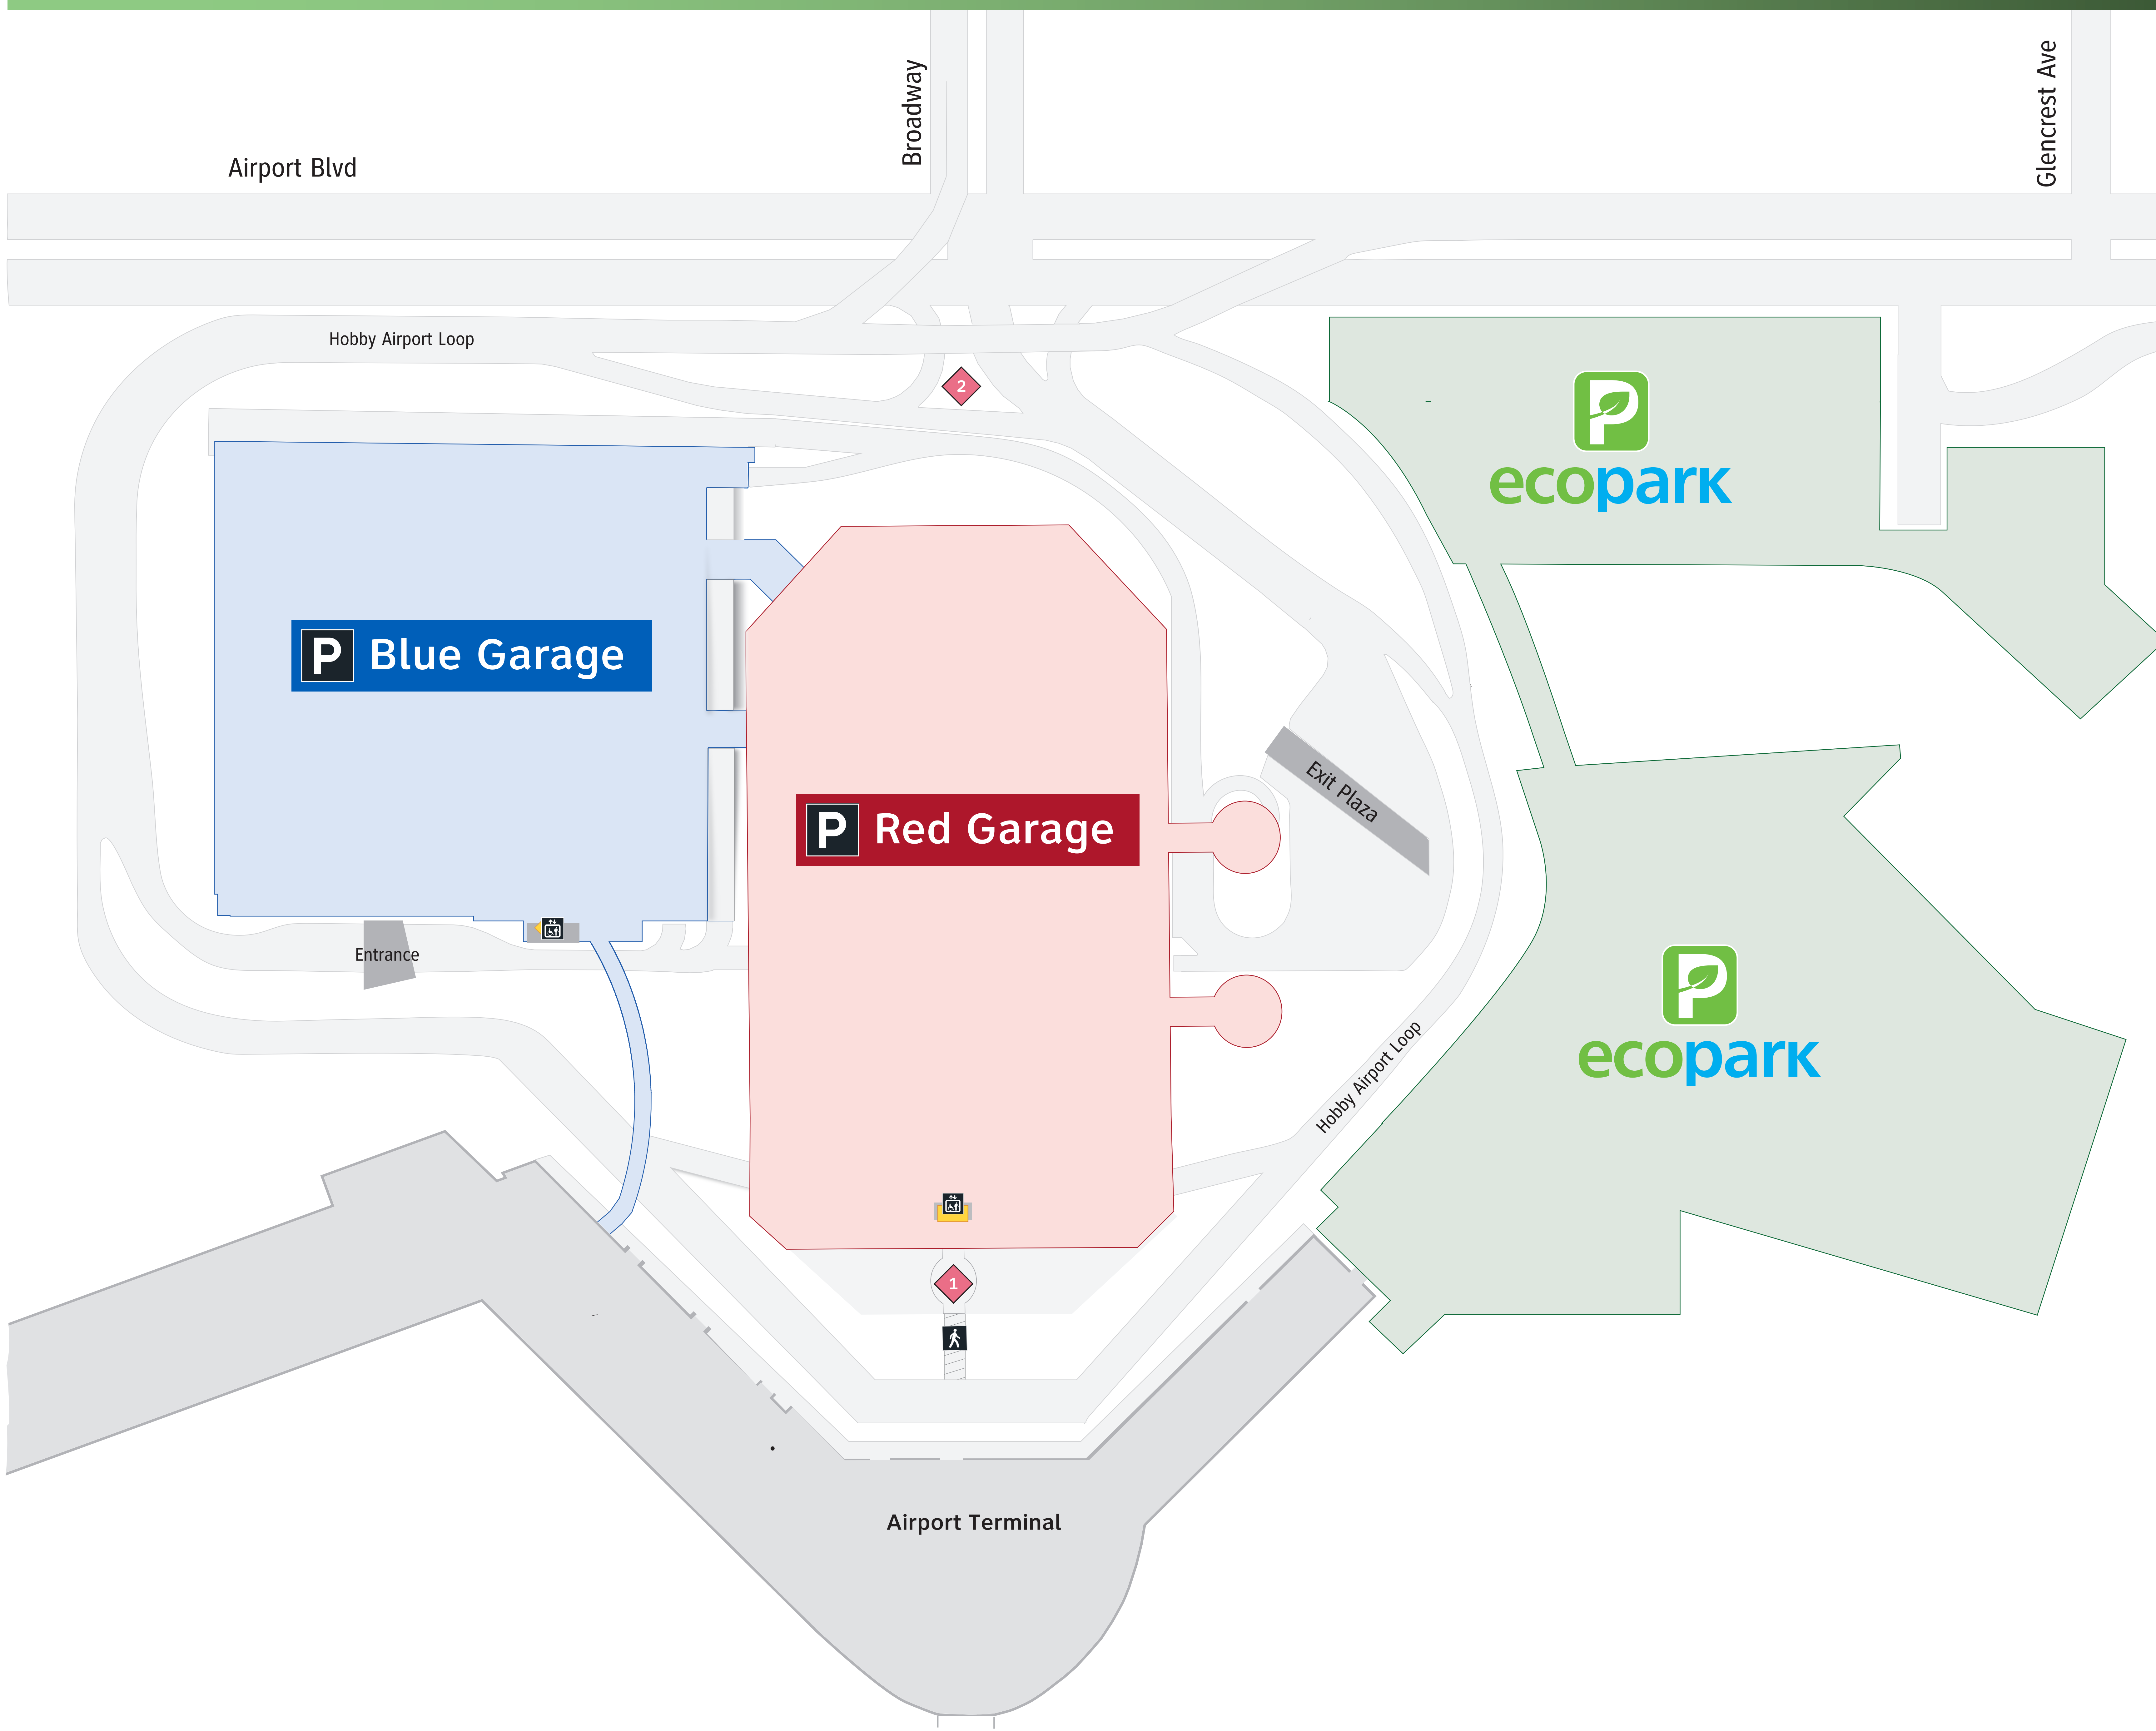 Broadway
Glencrest Ave
Airport Blvd
Hobby Airport Loop
2
P
ecopark
P Blue Garage
Exit Plaza
P Red Garage
Entrance
P
ecopark
Hobby Airport Loop
1
Airport Terminal